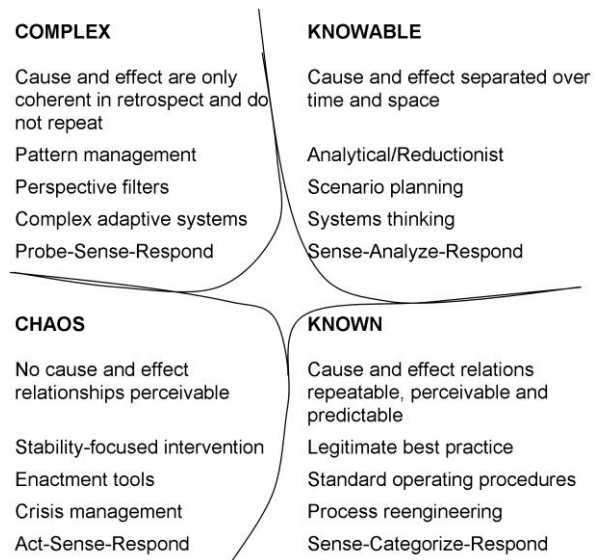 COMPLEX
Cause and effect are only
coherent in retrospect and do
not repeat
Pattern management
Perspective filters
Complex adaptive systems
Probe-Sense-Respond
KNOWABLE
Cause and effect separated over
time and space
Analytical/Reductionist
Scenario planning
Systems thinking
Sense-Analyze-Respond
CHAOS
No cause and effect
relationships perceivable
Stability-focused intervention
Enactment tools
Crisis management
Act-Sense-Respond
KNOWN
Cause and effect relations
repeatable, perceivable and
predictable
Legitimate best practice
Standard operating procedures
Process reengineering
Sense-Categorize-Respond